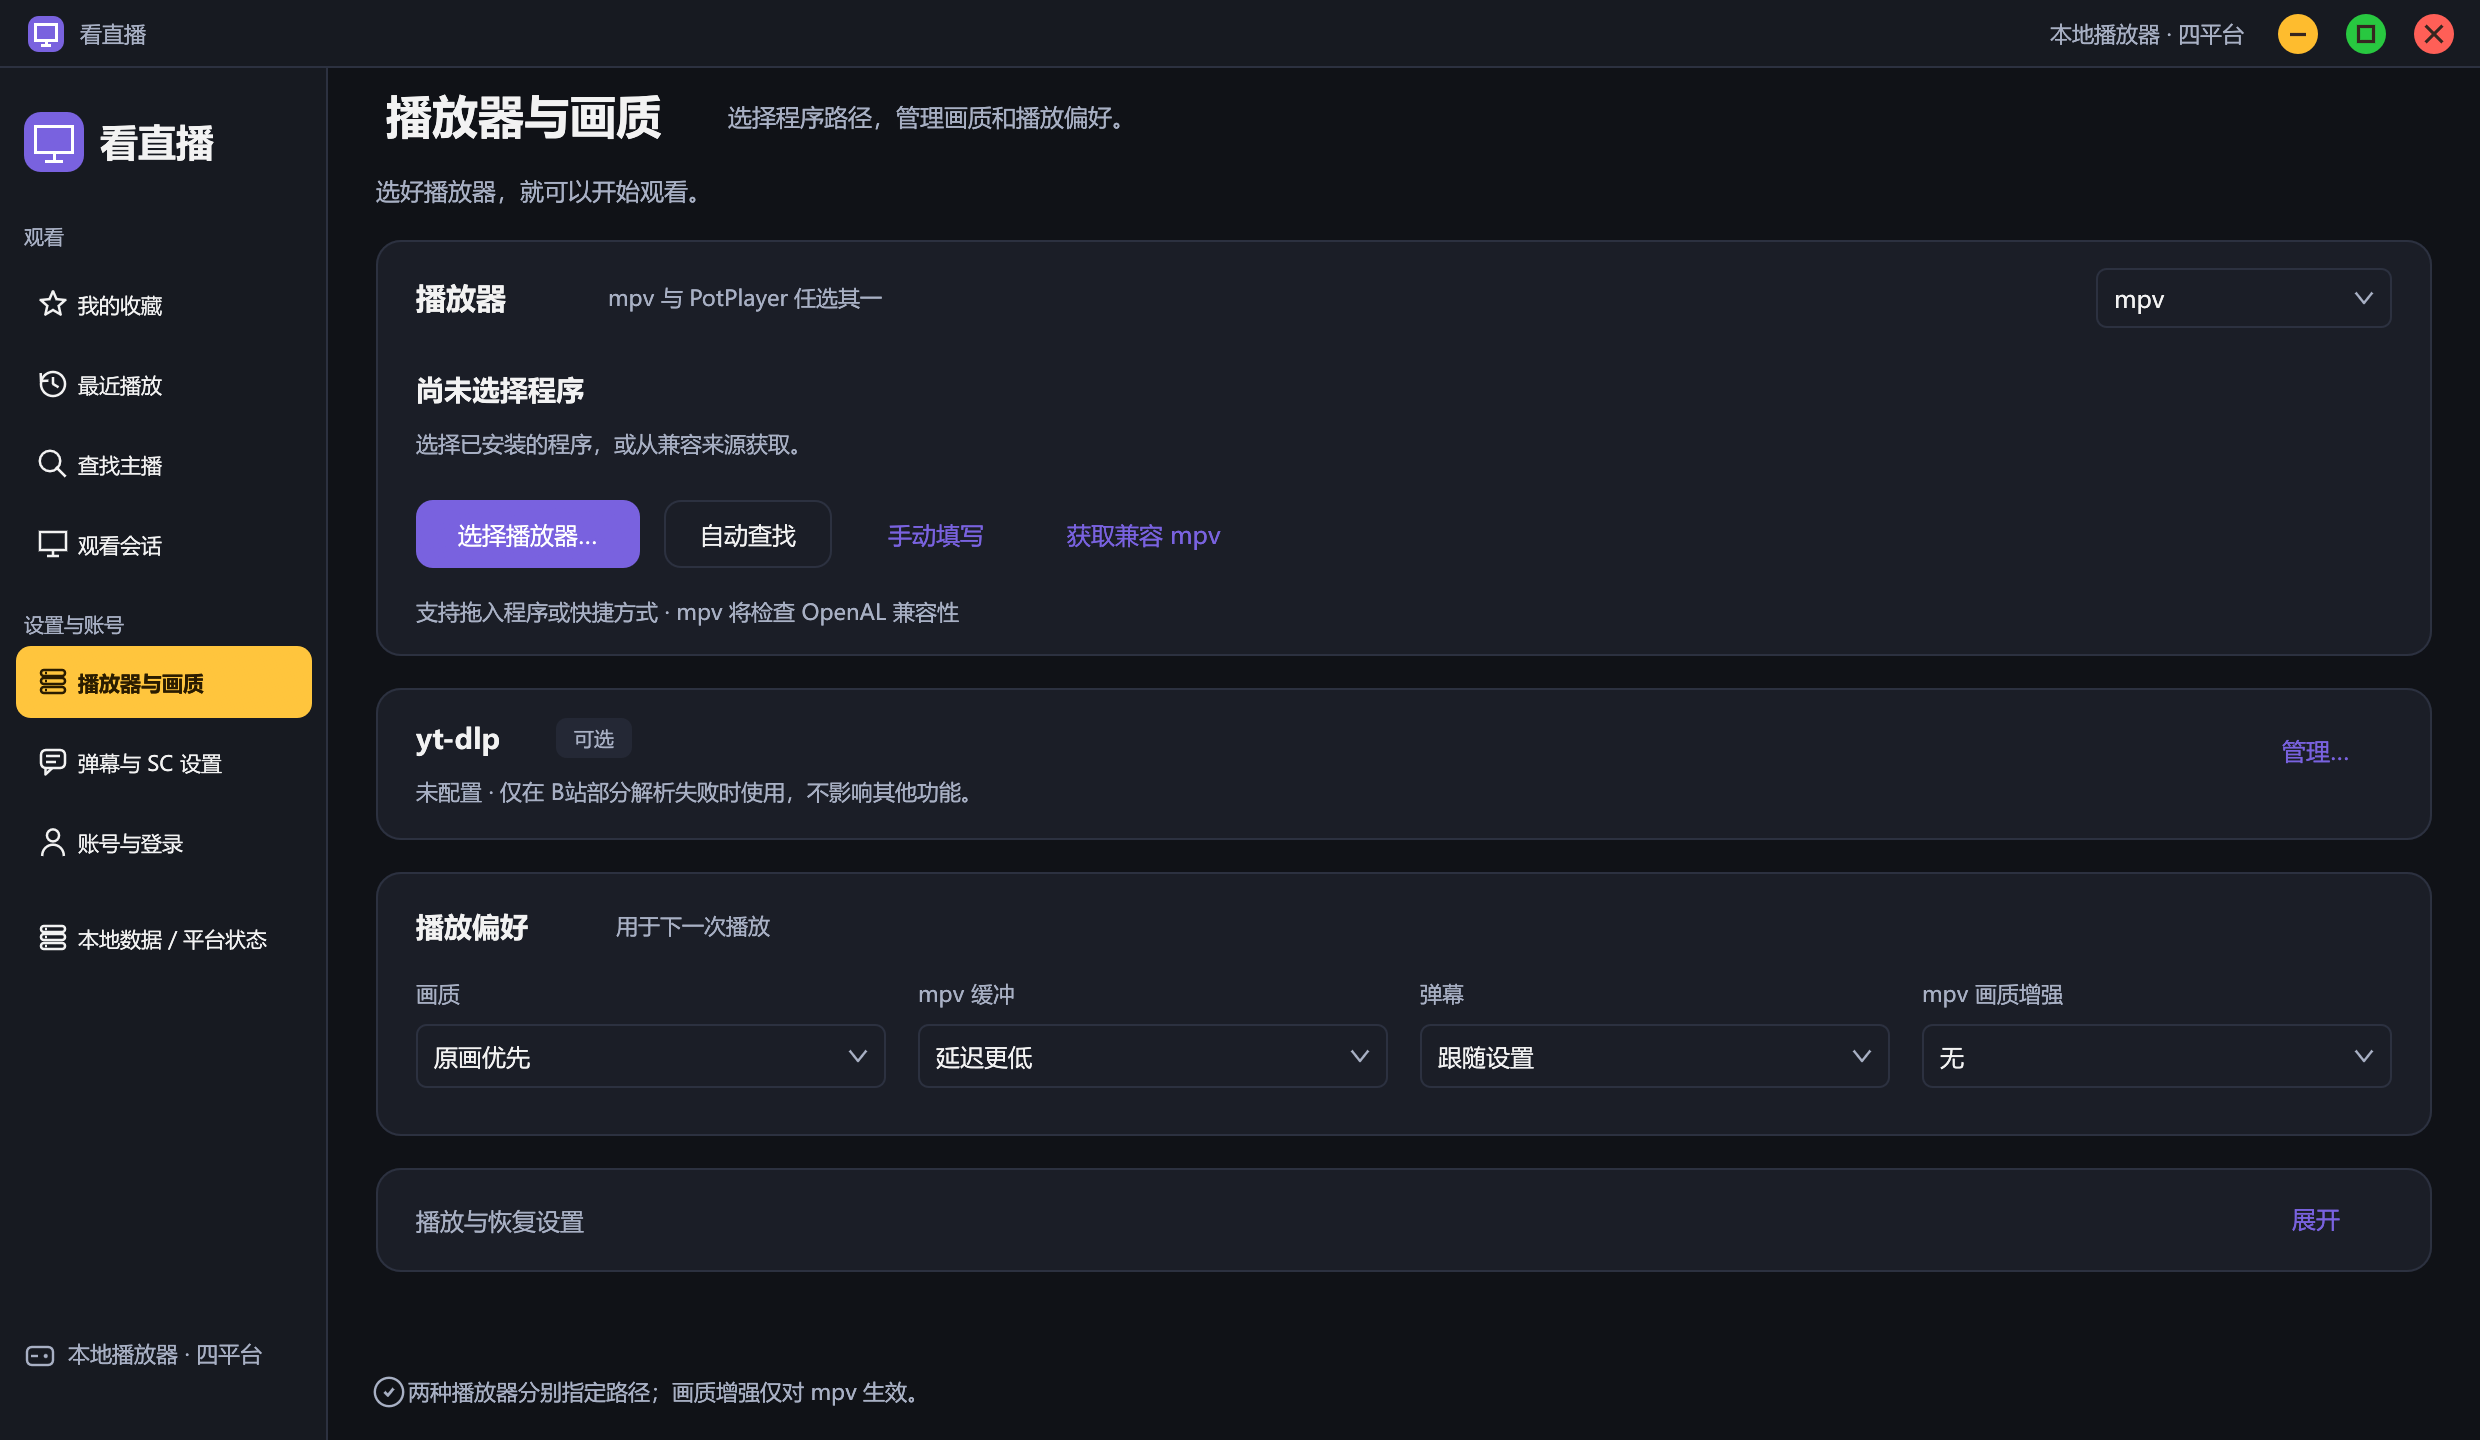 看直播
本地播放器 · 四平台
看直播
观看
我的收藏
最近播放
查找主播
观看会话
设置与账号
播放器与画质
弹幕与 SC 设置
账号与登录
本地数据 / 平台状态
本地播放器 · 四平台
播放器与画质
选择程序路径，管理画质和播放偏好。
选好播放器，就可以开始观看。
播放器
mpv 与 PotPlayer 任选其一
mpv
尚未选择程序
选择已安装的程序，或从兼容来源获取。
选择播放器...
自动查找
手动填写
获取兼容 mpv
支持拖入程序或快捷方式 · mpv 将检查 OpenAL 兼容性
yt-dlp
可选
管理...
未配置 · 仅在 B站部分解析失败时使用，不影响其他功能。
播放偏好
用于下一次播放
画质
mpv 缓冲
弹幕
mpv 画质增强
原画优先
延迟更低
跟随设置
无
播放与恢复设置
展开
两种播放器分别指定路径；画质增强仅对 mpv 生效。